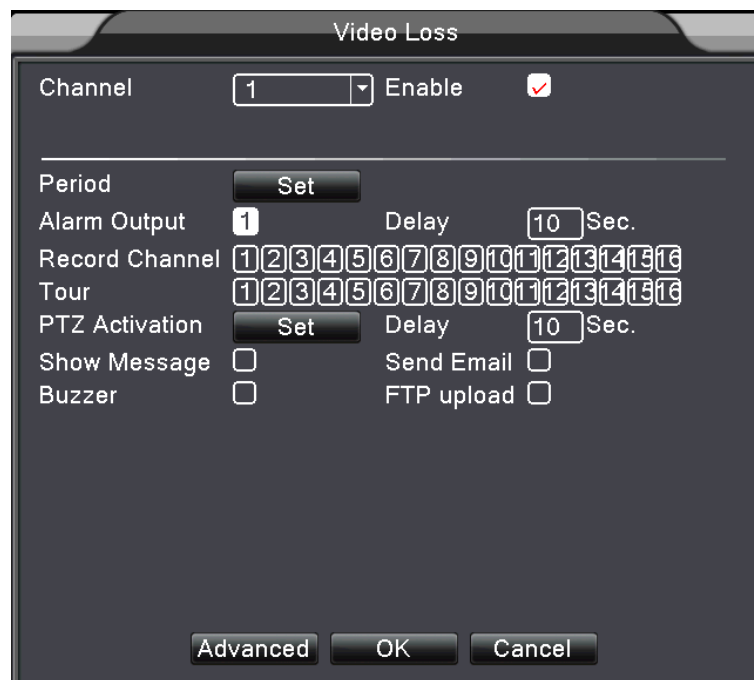 Video Loss
Channel 1 Enable
Period Set
Alarm Output 1 Delay 10 Sec.
Record Channel 1 2 3 4 5 6 7 8 9 10 11 12 13 14 15 16
Tour 1 2 3 4 5 6 7 8 9 10 11 12 13 14 15 16
PTZ Activation Set Delay 10 Sec.
Show Message Send Email
Buzzer FTP upload
Advanced OK Cancel